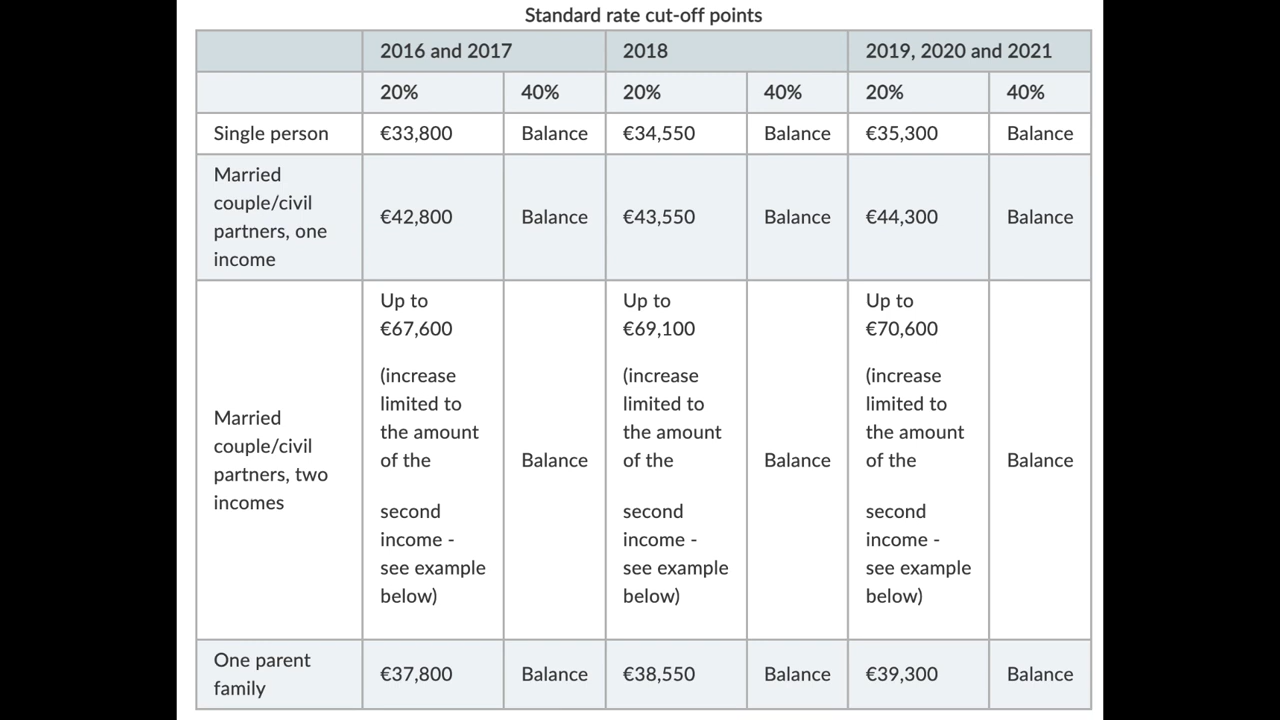 Standard rate cut-off points
2016 and 2017 2018 2019, 2020 and 2021
20% 40% 20% 40% 20% 40%
Single person €33,800 Balance €34,550 Balance €35,300 Balance
Married
couple/civil
partners, one
income
€42,800 Balance €43,550 Balance €44,300 Balance
Married
couple/civil
partners, two
incomes
Up to
€67,600
(increase
limited to
the amount
of the
second
income -
see example
below)
Balance
Up to
€69,100
(increase
limited to
the amount
of the
second
income -
see example
below)
Balance
Up to
€70,600
(increase
limited to
the amount
of the
second
income -
see example
below)
Balance
One parent
family
€37,800 Balance €38,550 Balance €39,300 Balance